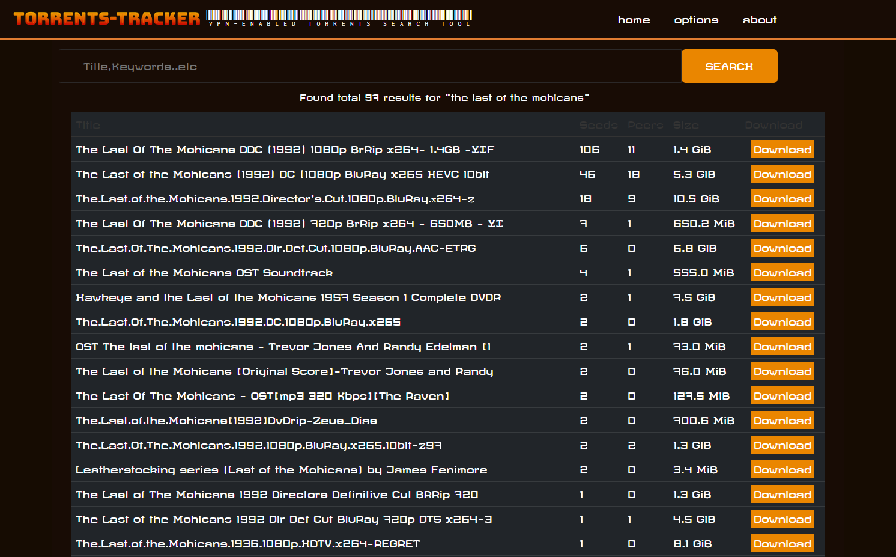 TORRENTS-TRACKER
VPN-ENABLED TORRENTS SEARCH TOOL
home options about
Title,Keywords..etc SEARCH
Found total 97 results for "the last of the mohicans"
Title Seeds Peers Size Download
The Last Of The Mohicans DDC (1992) 1080p BrRip x264- 1.4GB -YIF 106 11 1.4 GiB Download
The Last of the Mohicans (1992) DC (1080p BluRay x265 HEVC 10bit 46 18 5.3 GiB Download
The.Last.of.the.Mohicans.1992.Director's.Cut.1080p.BluRay.x264-z 18 9 10.5 GiB Download
The Last Of The Mohicans DDC (1992) 720p BrRip x264 - 650MB - YI 7 1 650.2 MiB Download
The.Last.Of.The.Mohicans.1992.Dir.Def.Cut.1080p.BluRay.AAC-ETRG 6 0 6.8 GiB Download
The Last of the Mohicans OST Soundtrack 4 1 555.0 MiB Download
Hawkeye and the Last of the Mohicans 1957 Season 1 Complete DVDR 2 1 7.5 GiB Download
The.Last.Of.The.Mohicans.1992.DC.1080p.BluRay.x265 2 0 1.8 GiB Download
OST The last of the mohicans - Trevor Jones And Randy Edelman (1 2 1 73.0 MiB Download
The Last of the Mohicans [Original Score]-Trevor Jones and Randy 2 0 76.0 MiB Download
The Last Of The Mohicans - OST[mp3 320 Kbps][The Raven] 2 0 127.5 MiB Download
The.Last.of.the.Mohicans[1992]DvDrip-Zeus_Dias 2 0 700.6 MiB Download
The.Last.Of.The.Mohicans.1992.1080p.BluRay.x265.10bit-z97 2 2 1.3 GiB Download
Leatherstocking series (Last of the Mohicans) by James Fenimore 2 0 3.4 MiB Download
The Last of The Mohicans 1992 Directors Definitive Cut BRRip 720 1 0 1.3 GiB Download
The Last of the Mohicans 1992 Dir Def Cut BluRay 720p DTS x264-3 1 1 4.5 GiB Download
The.Last.of.the.Mohicans.1936.1080p.HDTV.x264-REGRET 1 0 8.1 GiB Download